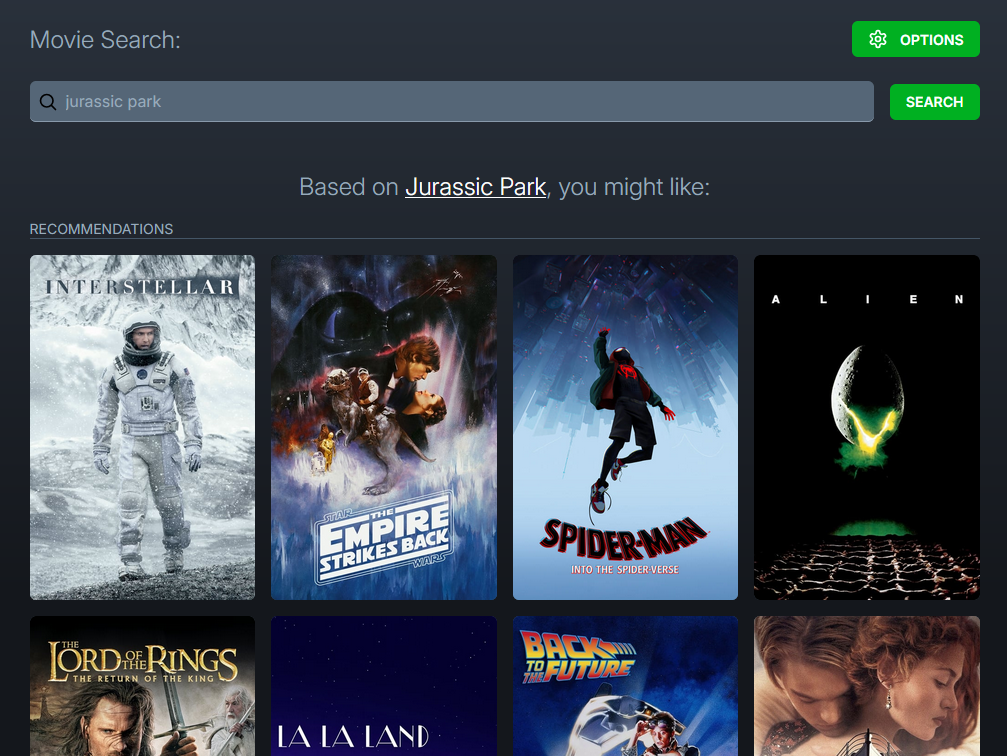 Movie Search:
OPTIONS
jurassic park
SEARCH
Based on Jurassic Park, you might like:
RECOMMENDATIONS
INTERSTELLAR
STAR
THE
EMPIRE
STRIKES BACK
WARS
SPIDER-MAN
INTO THE SPIDER-VERSE
A L I E N
THE
LORD OF THE RINGS
THE RETURN OF THE KING
LA LA LAND
BACK
TO THE FUTURE